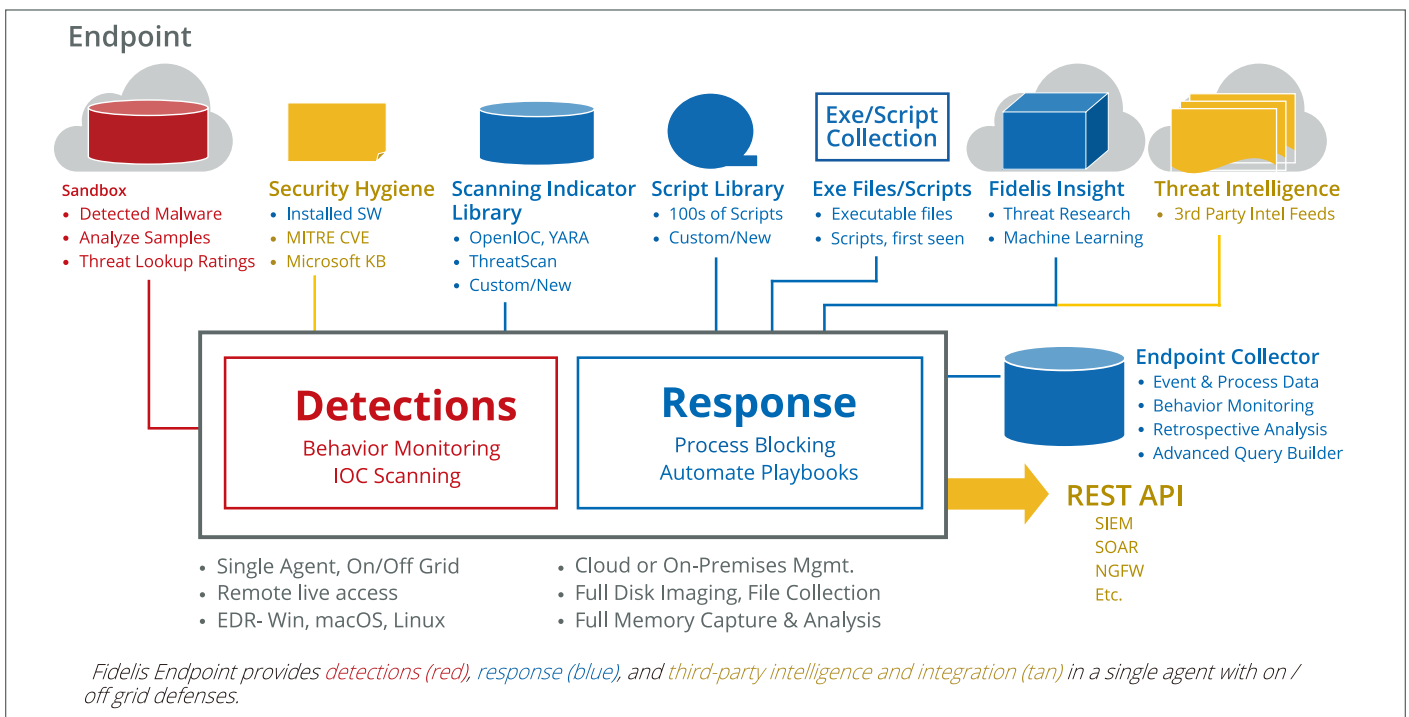 Endpoint
Sandbox
• Detected Malware
• Analyze Samples
• Threat Lookup Ratings
Security Hygiene
• Installed SW
• MITRE CVE
• Microsoft KB
Scanning Indicator
Library
• OpenIOC, YARA
• ThreatScan
• Custom/New
Script Library
• 100s of Scripts
• Custom/New
Exe/Script
Collection
Exe Files/Scripts
• Executable files
• Scripts, first seen
Fidelis Insight
• Threat Research
• Machine Learning
Threat Intelligence
• 3rd Party Intel Feeds
Detections
Behavior Monitoring
IOC Scanning
Response
Process Blocking
Automate Playbooks
Endpoint Collector
• Event & Process Data
• Behavior Monitoring
• Retrospective Analysis
• Advanced Query Builder
REST API
SIEM
SOAR
NGFW
Etc.
• Single Agent, On/Off Grid
• Remote live access
• EDR- Win, macOS, Linux
• Cloud or On-Premises Mgmt.
• Full Disk Imaging, File Collection
• Full Memory Capture & Analysis
Fidelis Endpoint provides detections (red), response (blue), and third-party intelligence and integration (tan) in a single agent with on /
off grid defenses.